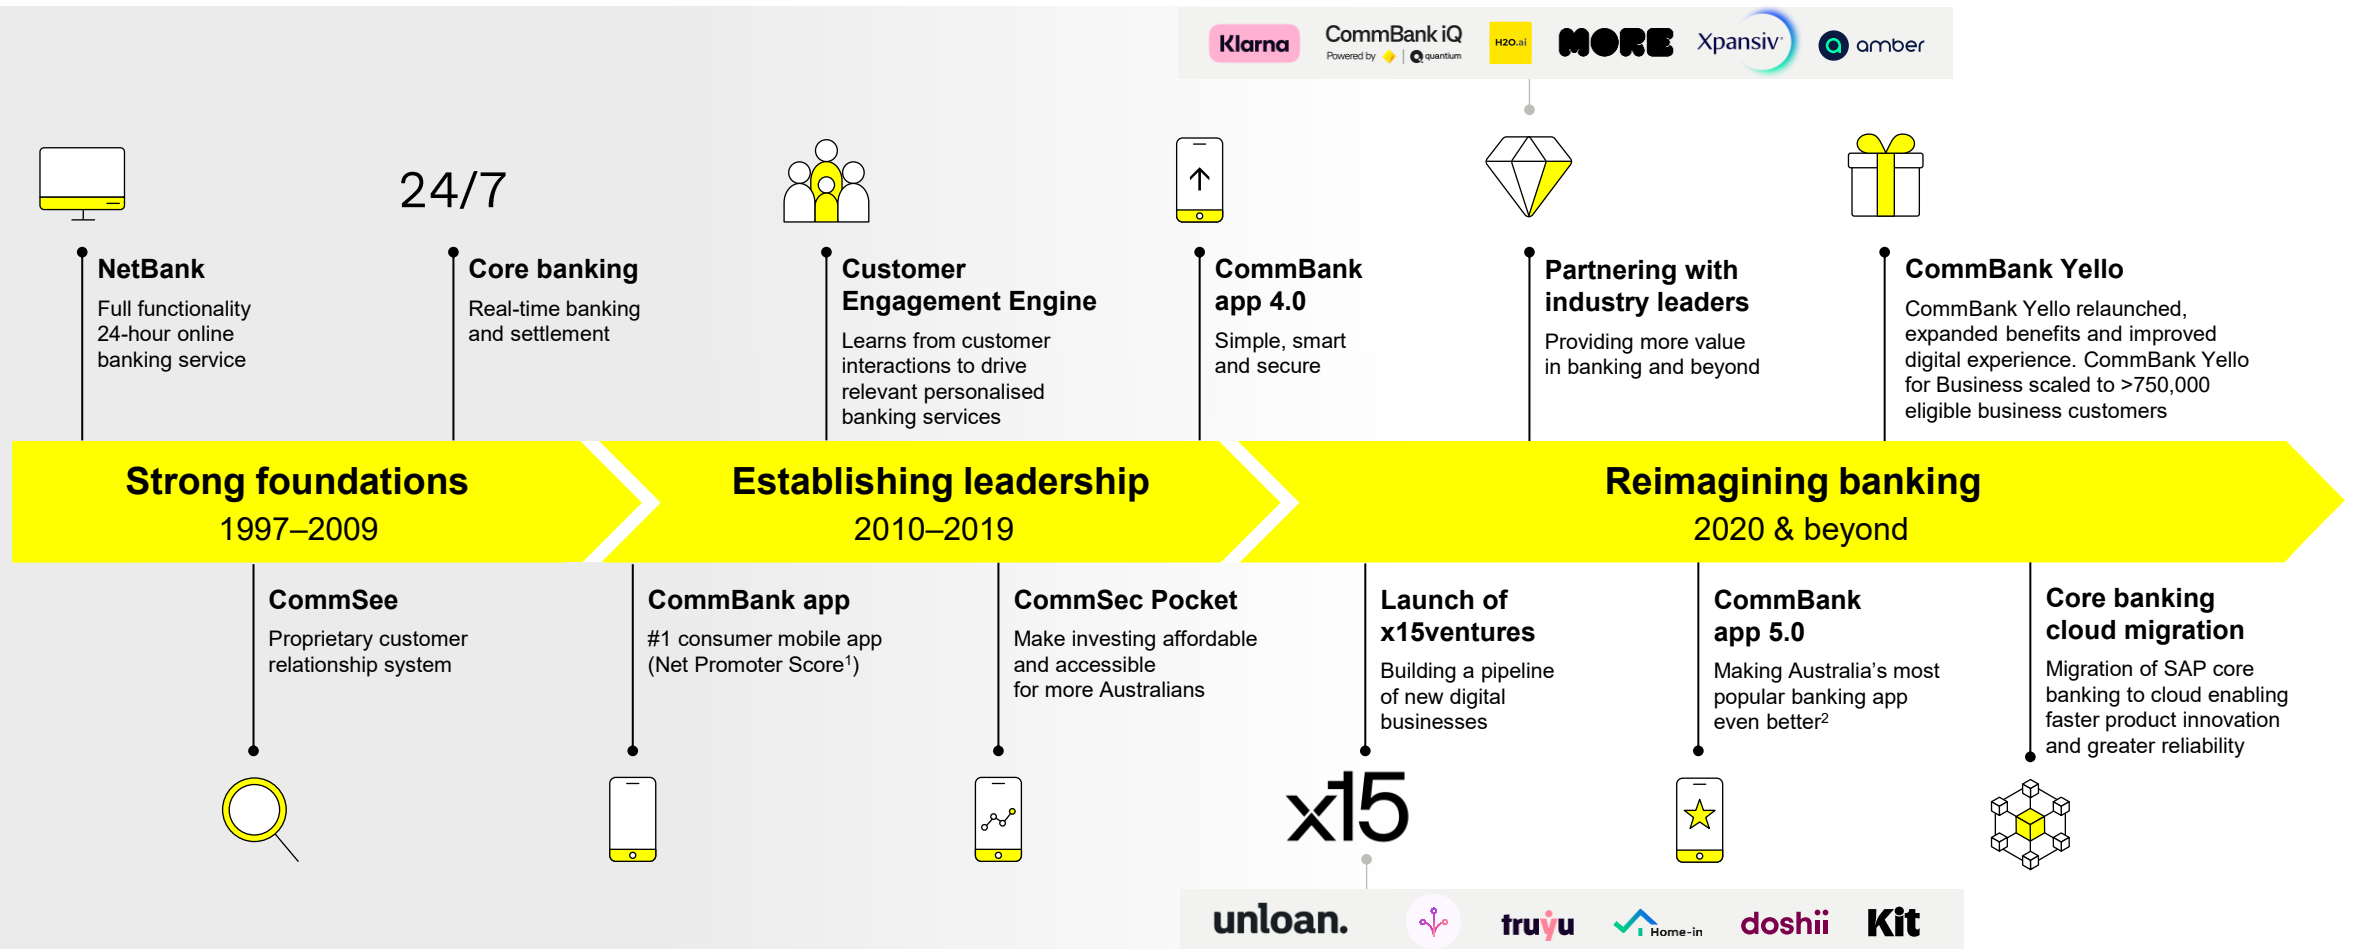 Klarna
CommBank iQ
Powered by | quantium
H2O.ai
MORE
Xpansiv
amber
24/7
NetBank
Full functionality
24-hour online
banking service
Core banking
Real-time banking
and settlement
Customer
Engagement Engine
Learns from customer
interactions to drive
relevant personalised
banking services
CommBank
app 4.0
Simple, smart
and secure
Partnering with
industry leaders
Providing more value
in banking and beyond
CommBank Yello
CommBank Yello relaunched,
expanded benefits and improved
digital experience. CommBank Yello
for Business scaled to >750,000
eligible business customers
Strong foundations
1997–2009
Establishing leadership
2010–2019
Reimagining banking
2020 & beyond
CommSee
Proprietary customer
relationship system
CommBank app
#1 consumer mobile app
(Net Promoter Score¹)
CommSec Pocket
Make investing affordable
and accessible
for more Australians
Launch of
x15ventures
Building a pipeline
of new digital
businesses
CommBank
app 5.0
Making Australia’s most
popular banking app
even better²
Core banking
cloud migration
Migration of SAP core
banking to cloud enabling
faster product innovation
and greater reliability
x15
unloan.
truyu
Home-in
doshii
Kit